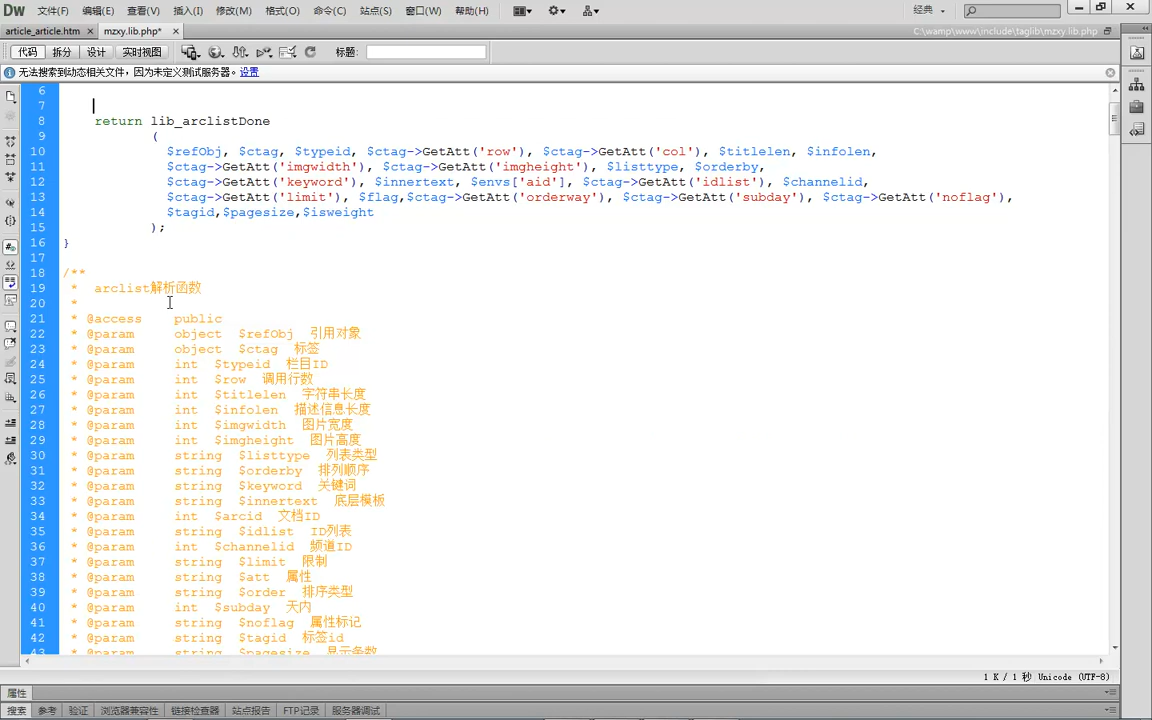 Dw 文件(F) 编辑(E) 查看(V) 插入(I) 修改(M) 格式(O) 命令(C) 站点(S) 窗口(W) 帮助(H) 经典
article_article.htm × mzxy.lib.php* × C:\wamp\www\include\taglib\mzxy.lib.php
代码 拆分 设计 实时视图 标题:
无法搜索到动态相关文件，因为未定义测试服务器。 设置
6
7
8 return lib_arclistDone
9 (
10 $refObj, $ctag, $typeid, $ctag->GetAtt('row'), $ctag->GetAtt('col'), $titlelen, $infolen,
11 $ctag->GetAtt('imgwidth'), $ctag->GetAtt('imgheight'), $listtype, $orderby,
12 $ctag->GetAtt('keyword'), $innertext, $envs['aid'], $ctag->GetAtt('idlist'), $channelid,
13 $ctag->GetAtt('limit'), $flag,$ctag->GetAtt('orderway'), $ctag->GetAtt('subday'), $ctag->GetAtt('noflag'),
14 $tagid,$pagesize,$isweight
15 );
16 }
17
18 /**
19 * arclist解析函数
20 *
21 * @access public
22 * @param object $refObj 引用对象
23 * @param object $ctag 标签
24 * @param int $typeid 栏目ID
25 * @param int $row 调用行数
26 * @param int $titlelen 字符串长度
27 * @param int $infolen 描述信息长度
28 * @param int $imgwidth 图片宽度
29 * @param int $imgheight 图片高度
30 * @param string $listtype 列表类型
31 * @param string $orderby 排列顺序
32 * @param string $keyword 关键词
33 * @param string $innertext 底层模板
34 * @param int $arcid 文档ID
35 * @param string $idlist ID列表
36 * @param int $channelid 频道ID
37 * @param string $limit 限制
38 * @param string $att 属性
39 * @param string $order 排序类型
40 * @param int $subday 天内
41 * @param string $noflag 属性标记
42 * @param string $tagid 标签id
43 * @param string $pagesize 显示条数
1 K / 1 秒 Unicode (UTF-8)
属性
搜索 参考 验证 浏览器兼容性 链接检查器 站点报告 FTP记录 服务器调试